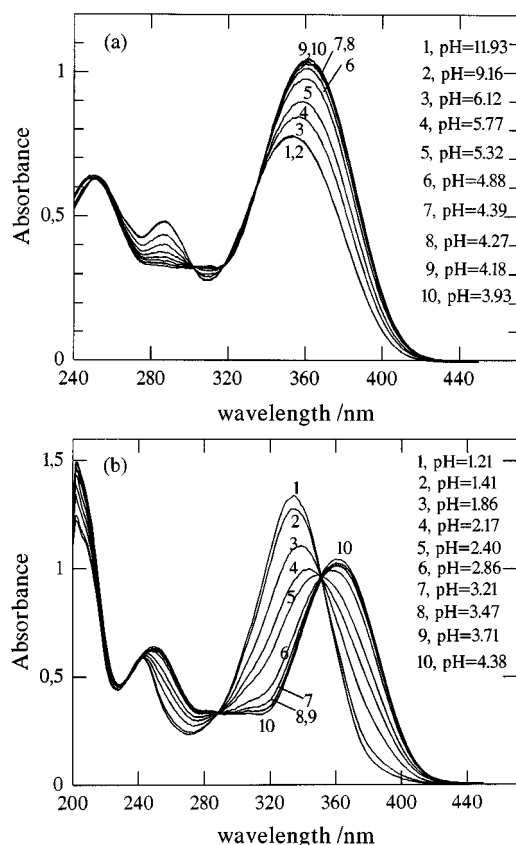 (a)
Absorbance
1
0,5
0
9,10
7,8
6
5
4
3
1,2
1, pH=11.93
2, pH=9.16
3, pH=6.12
4, pH=5.77
5, pH=5.32
6, pH=4.88
7, pH=4.39
8, pH=4.27
9, pH=4.18
10, pH=3.93
240 280 320 360 400 440
wavelength /nm
(b)
Absorbance
1,5
1
0,5
0
1
2
3
4
5
6
7
8,9
10
10
1, pH=1.21
2, pH=1.41
3, pH=1.86
4, pH=2.17
5, pH=2.40
6, pH=2.86
7, pH=3.21
8, pH=3.47
9, pH=3.71
10, pH=4.38
200 240 280 320 360 400 440
wavelength /nm